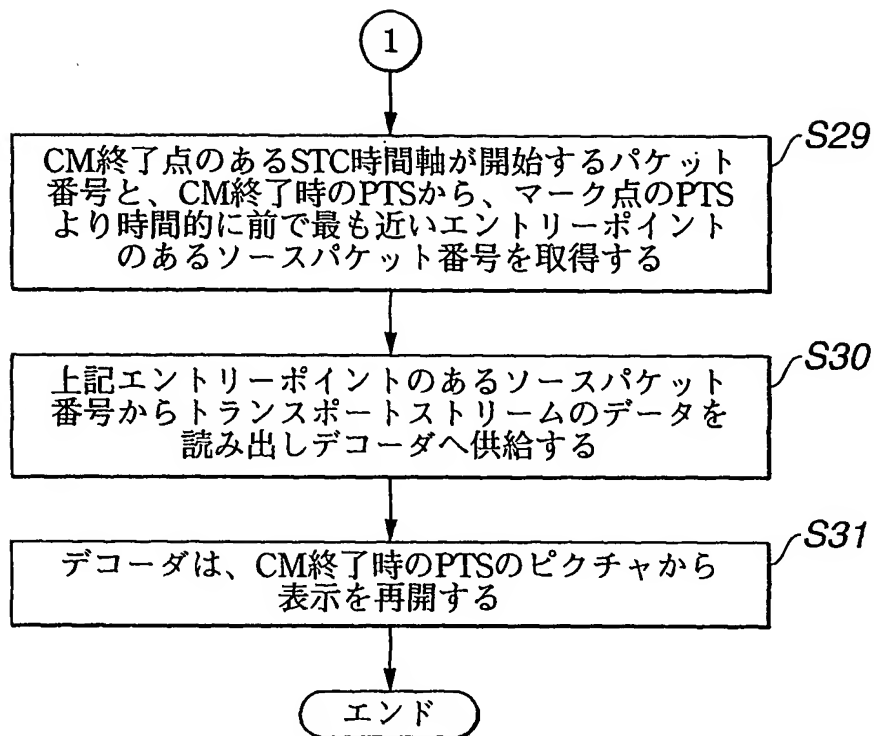 1
S29
CM終了点のあるSTC時間軸が開始するパケット
番号と、CM終了時のPTSから、マーク点のPTS
より時間的に前で最も近いエントリーポイント
のあるソースパケット番号を取得する
S30
上記エントリーポイントのあるソースパケット
番号からトランスポートストリームのデータを
読み出しデコーダへ供給する
S31
デコーダは、CM終了時のPTSのピクチャから
表示を再開する
エンド